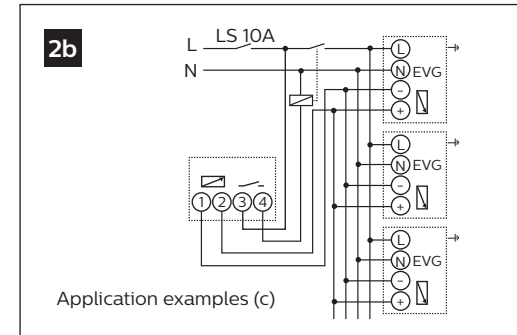 2b
L LS 10A
N
L
N EVG
−
+
L
N EVG
−
+
1 2 3 4
L
N EVG
−
+
Application examples (c)